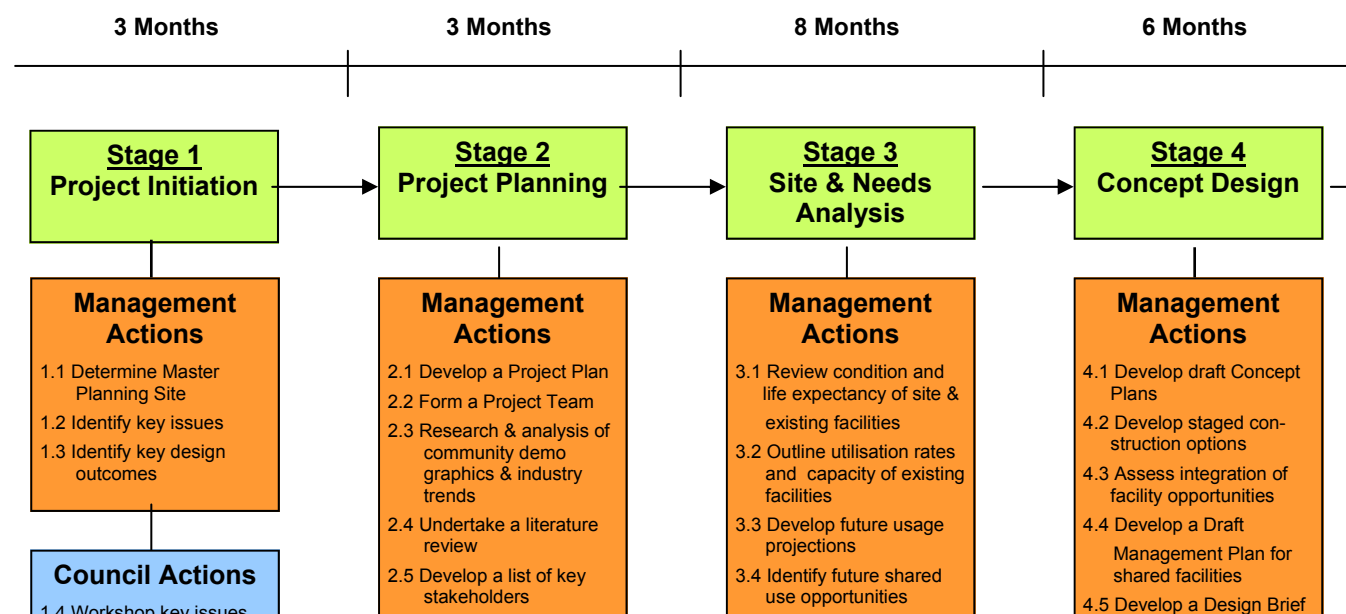 3 Months
3 Months
8 Months
6 Months
Stage 1
Project Initiation
Stage 2
Project Planning
Stage 3
Site & Needs
Analysis
Stage 4
Concept Design
Management
Actions
1.1 Determine Master
Planning Site
1.2 Identify key issues
1.3 Identify key design
outcomes
Council Actions
1.4 Workshop key issues
Management
Actions
2.1 Develop a Project Plan
2.2 Form a Project Team
2.3 Research & analysis of
community demo
graphics & industry
trends
2.4 Undertake a literature
review
2.5 Develop a list of key
stakeholders
Management
Actions
3.1 Review condition and
life expectancy of site &
existing facilities
3.2 Outline utilisation rates
and capacity of existing
facilities
3.3 Develop future usage
projections
3.4 Identify future shared
use opportunities
Management
Actions
4.1 Develop draft Concept
Plans
4.2 Develop staged con-
struction options
4.3 Assess integration of
facility opportunities
4.4 Develop a Draft
Management Plan for
shared facilities
4.5 Develop a Design Brief